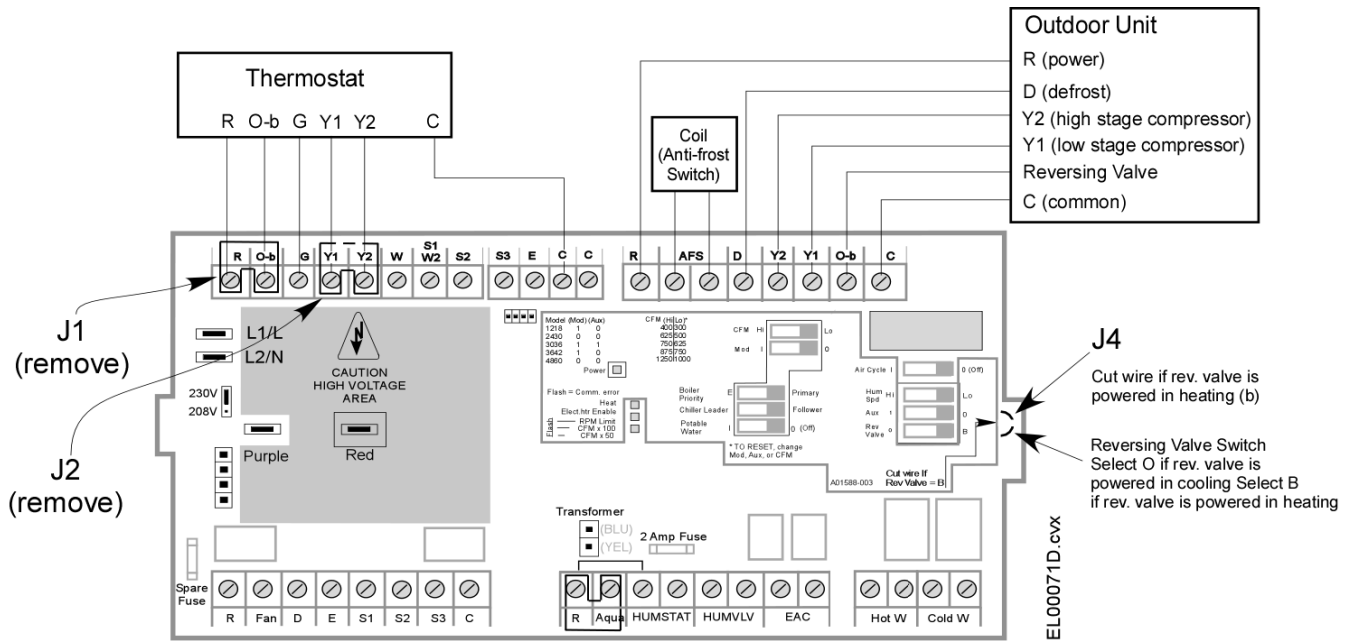 Outdoor Unit
R (power)
D (defrost)
Y2 (high stage compressor)
Y1 (low stage compressor)
Reversing Valve
C (common)
Thermostat
R O-b G Y1 Y2 C
Coil
(Anti-frost
Switch)
R O-b G Y1 Y2 W S1 W2 S2 S3 E C C
R AFS D Y2 Y1 O-b C
J1
(remove)
J2
(remove)
L1/L
L2/N
230V
208V
CAUTION
HIGH VOLTAGE
AREA
Purple
Red
Model (Mod) (Aux)
1218 1 0
2430 0 0
3036 1 1
3642 1 0
4860 0 0
CFM (Hi|Lo)*
400|300
625|500
750|625
875|750
1250|1000
Power
Flash = Comm. error
Heat
Elect.htr Enable
Flash
RPM Limit
CFM x 100
CFM x 50
CFM Hi Lo
Mod I 0
Boiler
Priority E Primary
Chiller Leader Follower
Potable
Water I 0 (Off)
* TO RESET, change
Mod, Aux, or CFM
Air Cycle I 0 (Off)
Hum
Spd Hi Lo
Aux 1 0
Rev
Valve o B
A01588-003
Cut wire If
Rev Valve = B
J4
Cut wire if rev. valve is
powered in heating (b)
Reversing Valve Switch
Select O if rev. valve is
powered in cooling Select B
if rev. valve is powered in heating
Transformer
(BLU)
(YEL)
2 Amp Fuse
Spare
Fuse
R Fan D E S1 S2 S3 C
R Aqua HUMSTAT HUMVLV EAC
Hot W Cold W
EL00071D.cvx